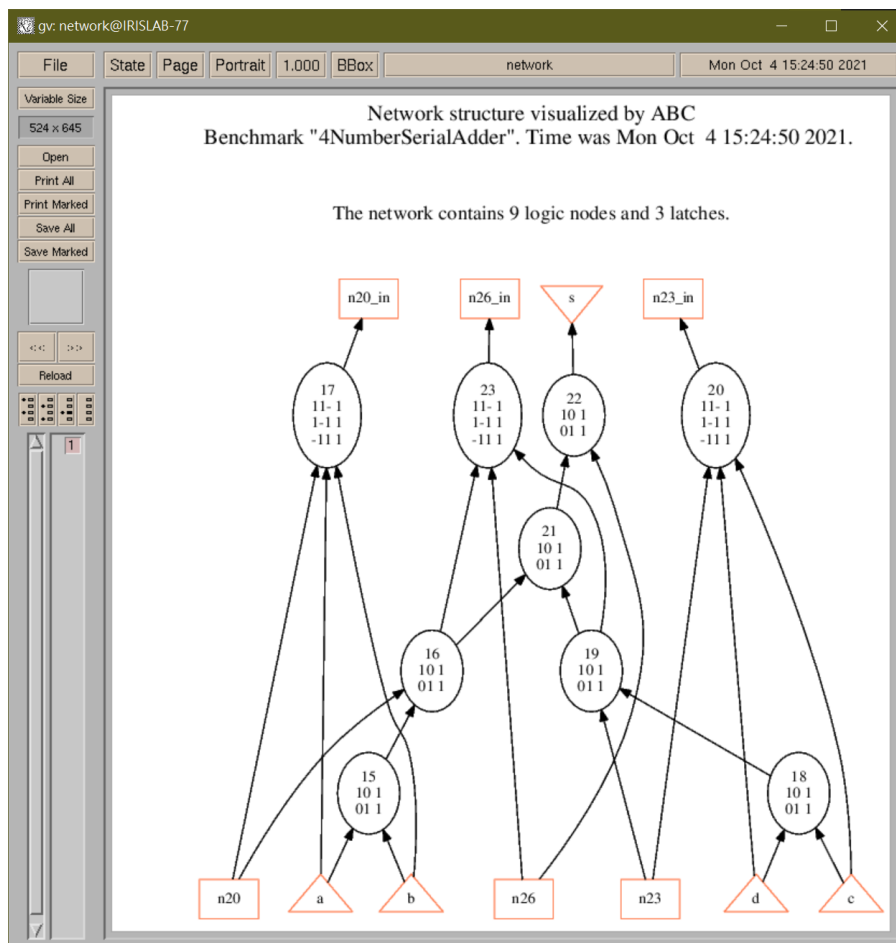 gv: network@IRISLAB-77
File State Page Portrait 1.000 BBox network Mon Oct 4 15:24:50 2021
Variable Size
524 x 645
Open
Print All
Print Marked
Save All
Save Marked
<< >>
Reload
1
Network structure visualized by ABC
Benchmark "4NumberSerialAdder". Time was Mon Oct 4 15:24:50 2021.
The network contains 9 logic nodes and 3 latches.
n20_in n26_in s n23_in
17
11- 1
1-1 1
-11 1
23
11- 1
1-1 1
-11 1
22
10 1
01 1
20
11- 1
1-1 1
-11 1
21
10 1
01 1
16
10 1
01 1
19
10 1
01 1
15
10 1
01 1
18
10 1
01 1
n20 a b n26 n23 d c